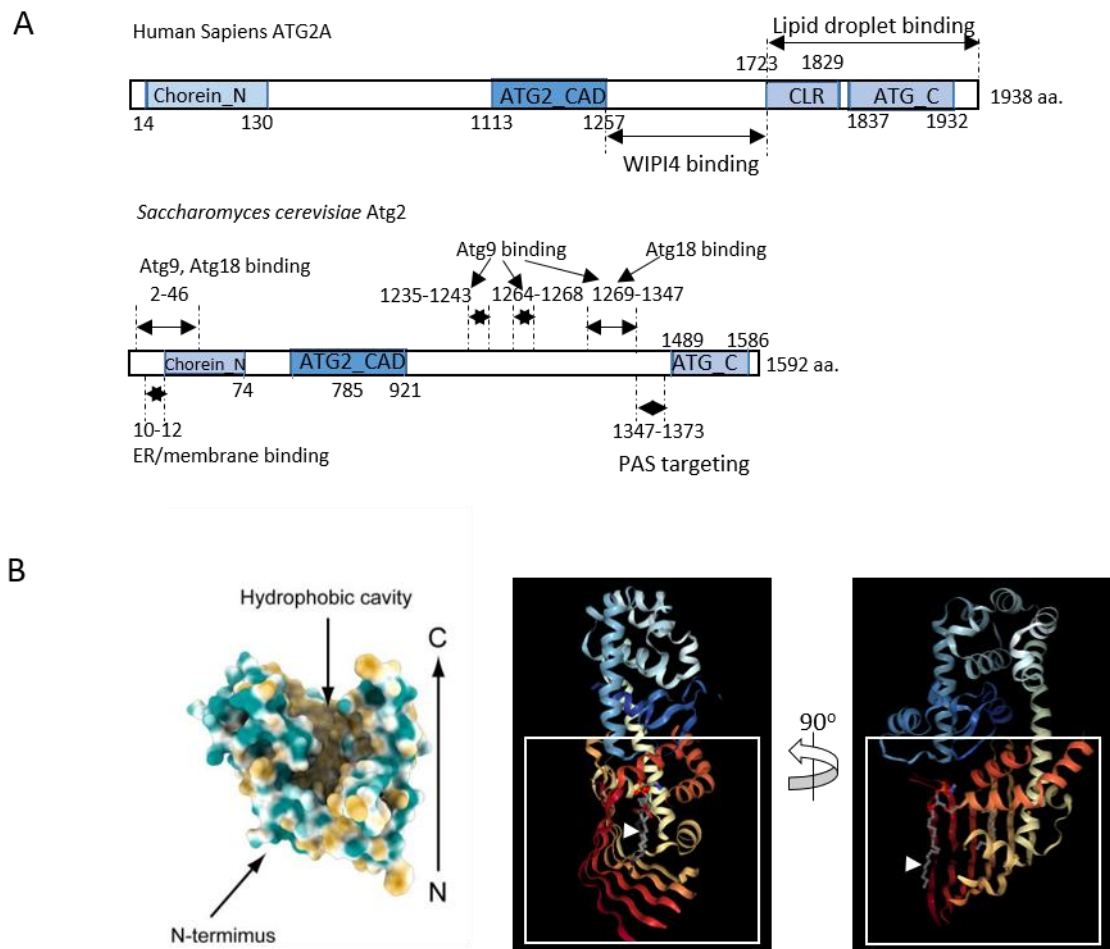 A
Human Sapiens ATG2A
Lipid droplet binding
1723 1829
Chorein_N ATG2_CAD CLR ATG_C 1938 aa.
14 130 1113 1257 1837 1932
WIPI4 binding
Saccharomyces cerevisiae Atg2
Atg9, Atg18 binding Atg9 binding Atg18 binding
2-46 1235-1243 1264-1268 1269-1347
1489 1586
Chorein_N ATG2_CAD ATG_C 1592 aa.
74 785 921
10-12 1347-1373
ER/membrane binding PAS targeting
B
Hydrophobic cavity
C
90°
N
N-termimus